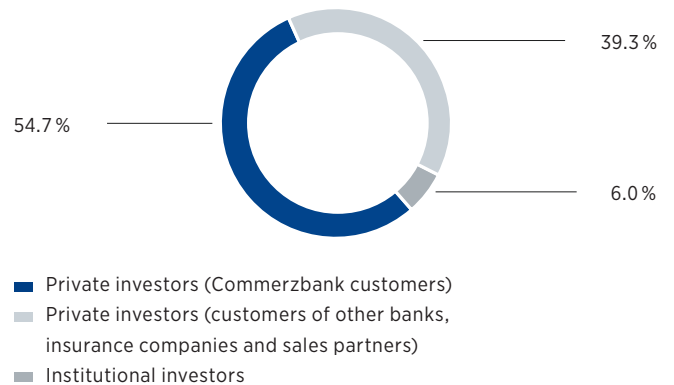 39.3 %
54.7 %
6.0 %
Private investors (Commerzbank customers)
Private investors (customers of other banks,
insurance companies and sales partners)
Institutional investors